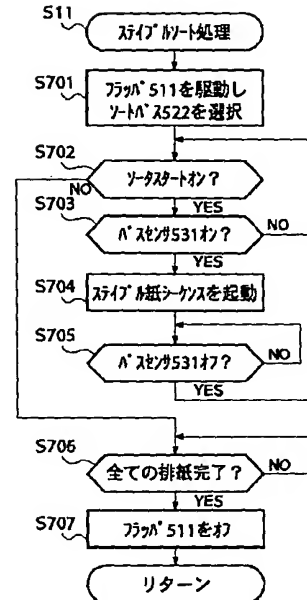 S11
ステイプルソート処理
S701
フラッパ511を駆動し
ソートパス522を選択
S702
ソータスタートオン?
NO
YES
S703
パスセンサ531オン?
NO
YES
S704
ステイプル紙シーケンスを起動
S705
パスセンサ531オフ?
NO
YES
S706
全ての排紙完了?
NO
YES
S707
フラッパ511をオフ
リターン